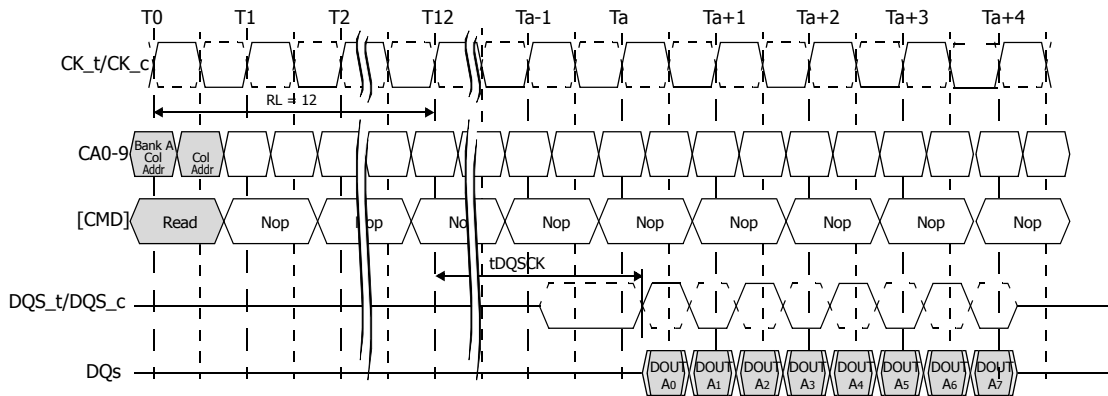 T0 T1 T2 T12 Ta-1 Ta Ta+1 Ta+2 Ta+3 Ta+4
CK_t/CK_c
RL = 12
CA0-9
Bank A Col Addr
Col Addr
[CMD]
Read Nop Nop Nop Nop Nop Nop Nop Nop Nop
tDQSCK
DQS_t/DQS_c
DQs
DOUT A0 DOUT A1 DOUT A2 DOUT A3 DOUT A4 DOUT A5 DOUT A6 DOUT A7